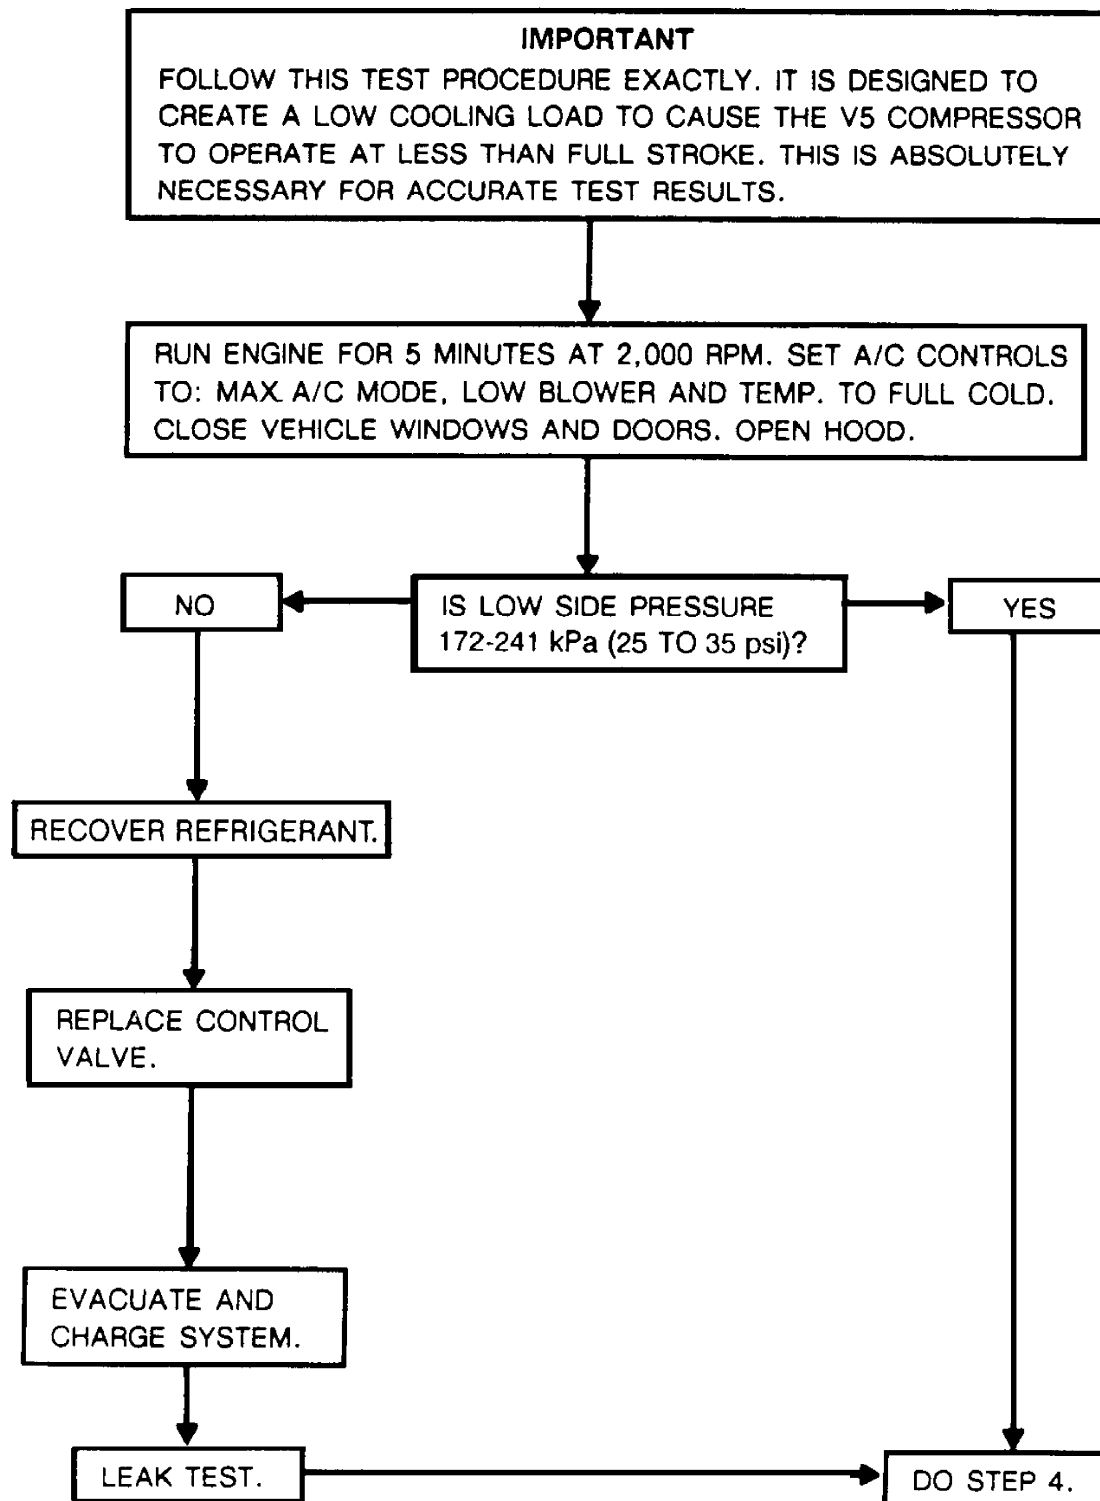 IMPORTANT
FOLLOW THIS TEST PROCEDURE EXACTLY. IT IS DESIGNED TO
CREATE A LOW COOLING LOAD TO CAUSE THE V5 COMPRESSOR
TO OPERATE AT LESS THAN FULL STROKE. THIS IS ABSOLUTELY
NECESSARY FOR ACCURATE TEST RESULTS.
RUN ENGINE FOR 5 MINUTES AT 2,000 RPM. SET A/C CONTROLS
TO: MAX. A/C MODE, LOW BLOWER AND TEMP. TO FULL COLD.
CLOSE VEHICLE WINDOWS AND DOORS. OPEN HOOD.
NO
IS LOW SIDE PRESSURE
172-241 kPa (25 TO 35 psi)?
YES
RECOVER REFRIGERANT.
REPLACE CONTROL
VALVE.
EVACUATE AND
CHARGE SYSTEM.
LEAK TEST.
DO STEP 4.